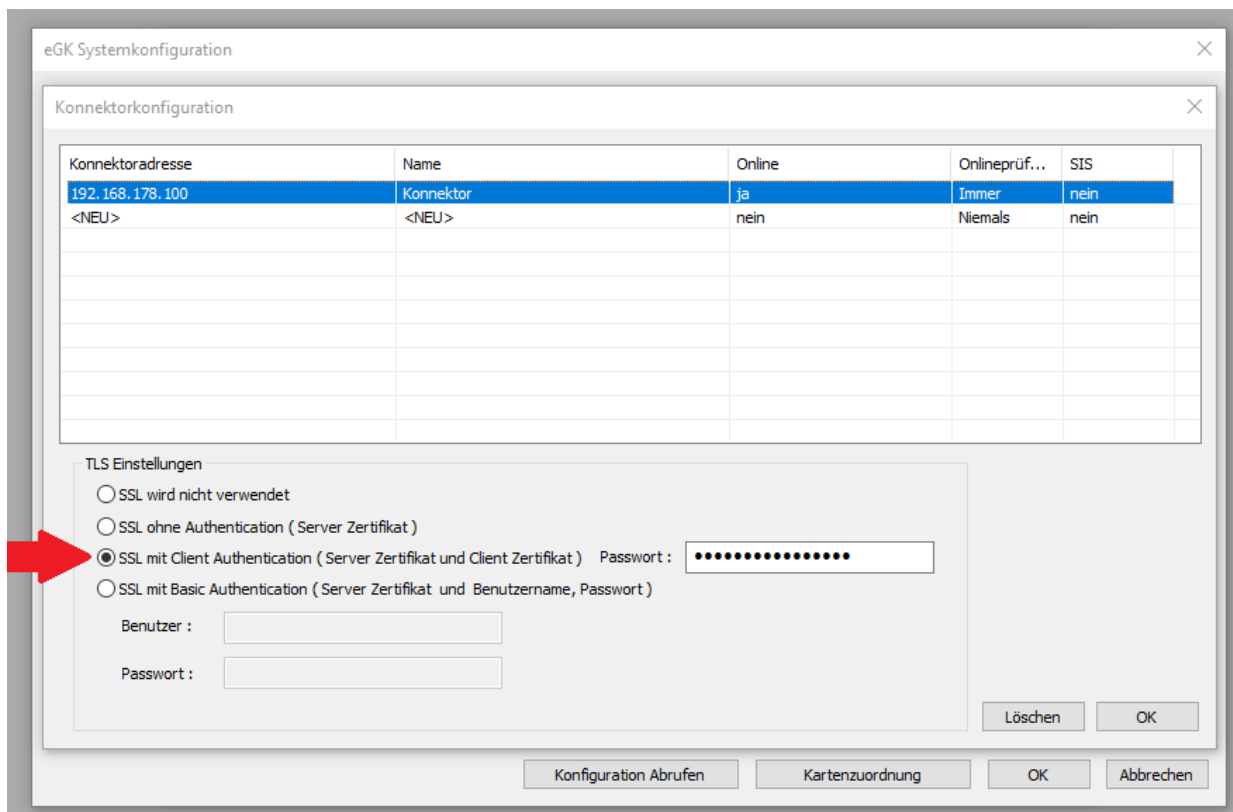 eGK Systemkonfiguration
Konnektorkonfiguration
Konnektoradresse Name Online Onlineprüf... SIS
192.168.178.100 Konnektor ja Immer nein
<NEU> <NEU> nein Niemals nein
TLS Einstellungen
SSL wird nicht verwendet
SSL ohne Authentication ( Server Zertifikat )
SSL mit Client Authentication ( Server Zertifikat und Client Zertifikat ) Passwort : ●●●●●●●●●●●●●●●●
SSL mit Basic Authentication ( Server Zertifikat und Benutzername, Passwort )
Benutzer :
Passwort :
Löschen OK
Konfiguration Abrufen Kartenzuordnung OK Abbrechen